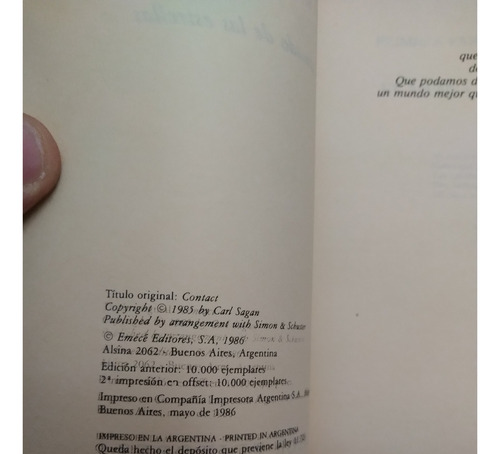 Título original: Contact
Copyright © 1985 by Carl Sagan
Published by arrangement with Simon & Schuster
© Emecé Editores, S.A, 1986
Alsina 2062 - Buenos Aires, Argentina
Edición anterior: 10.000 ejemplares
2ª impresión en offset: 10.000 ejemplares
Impreso en Compañía Impresora Argentina S.A.,
Buenos Aires, mayo de 1986
IMPRESO EN LA ARGENTINA - PRINTED IN ARGENTINA
Queda hecho el depósito que previene la ley
que
Que podamos d
un mundo mejor qu